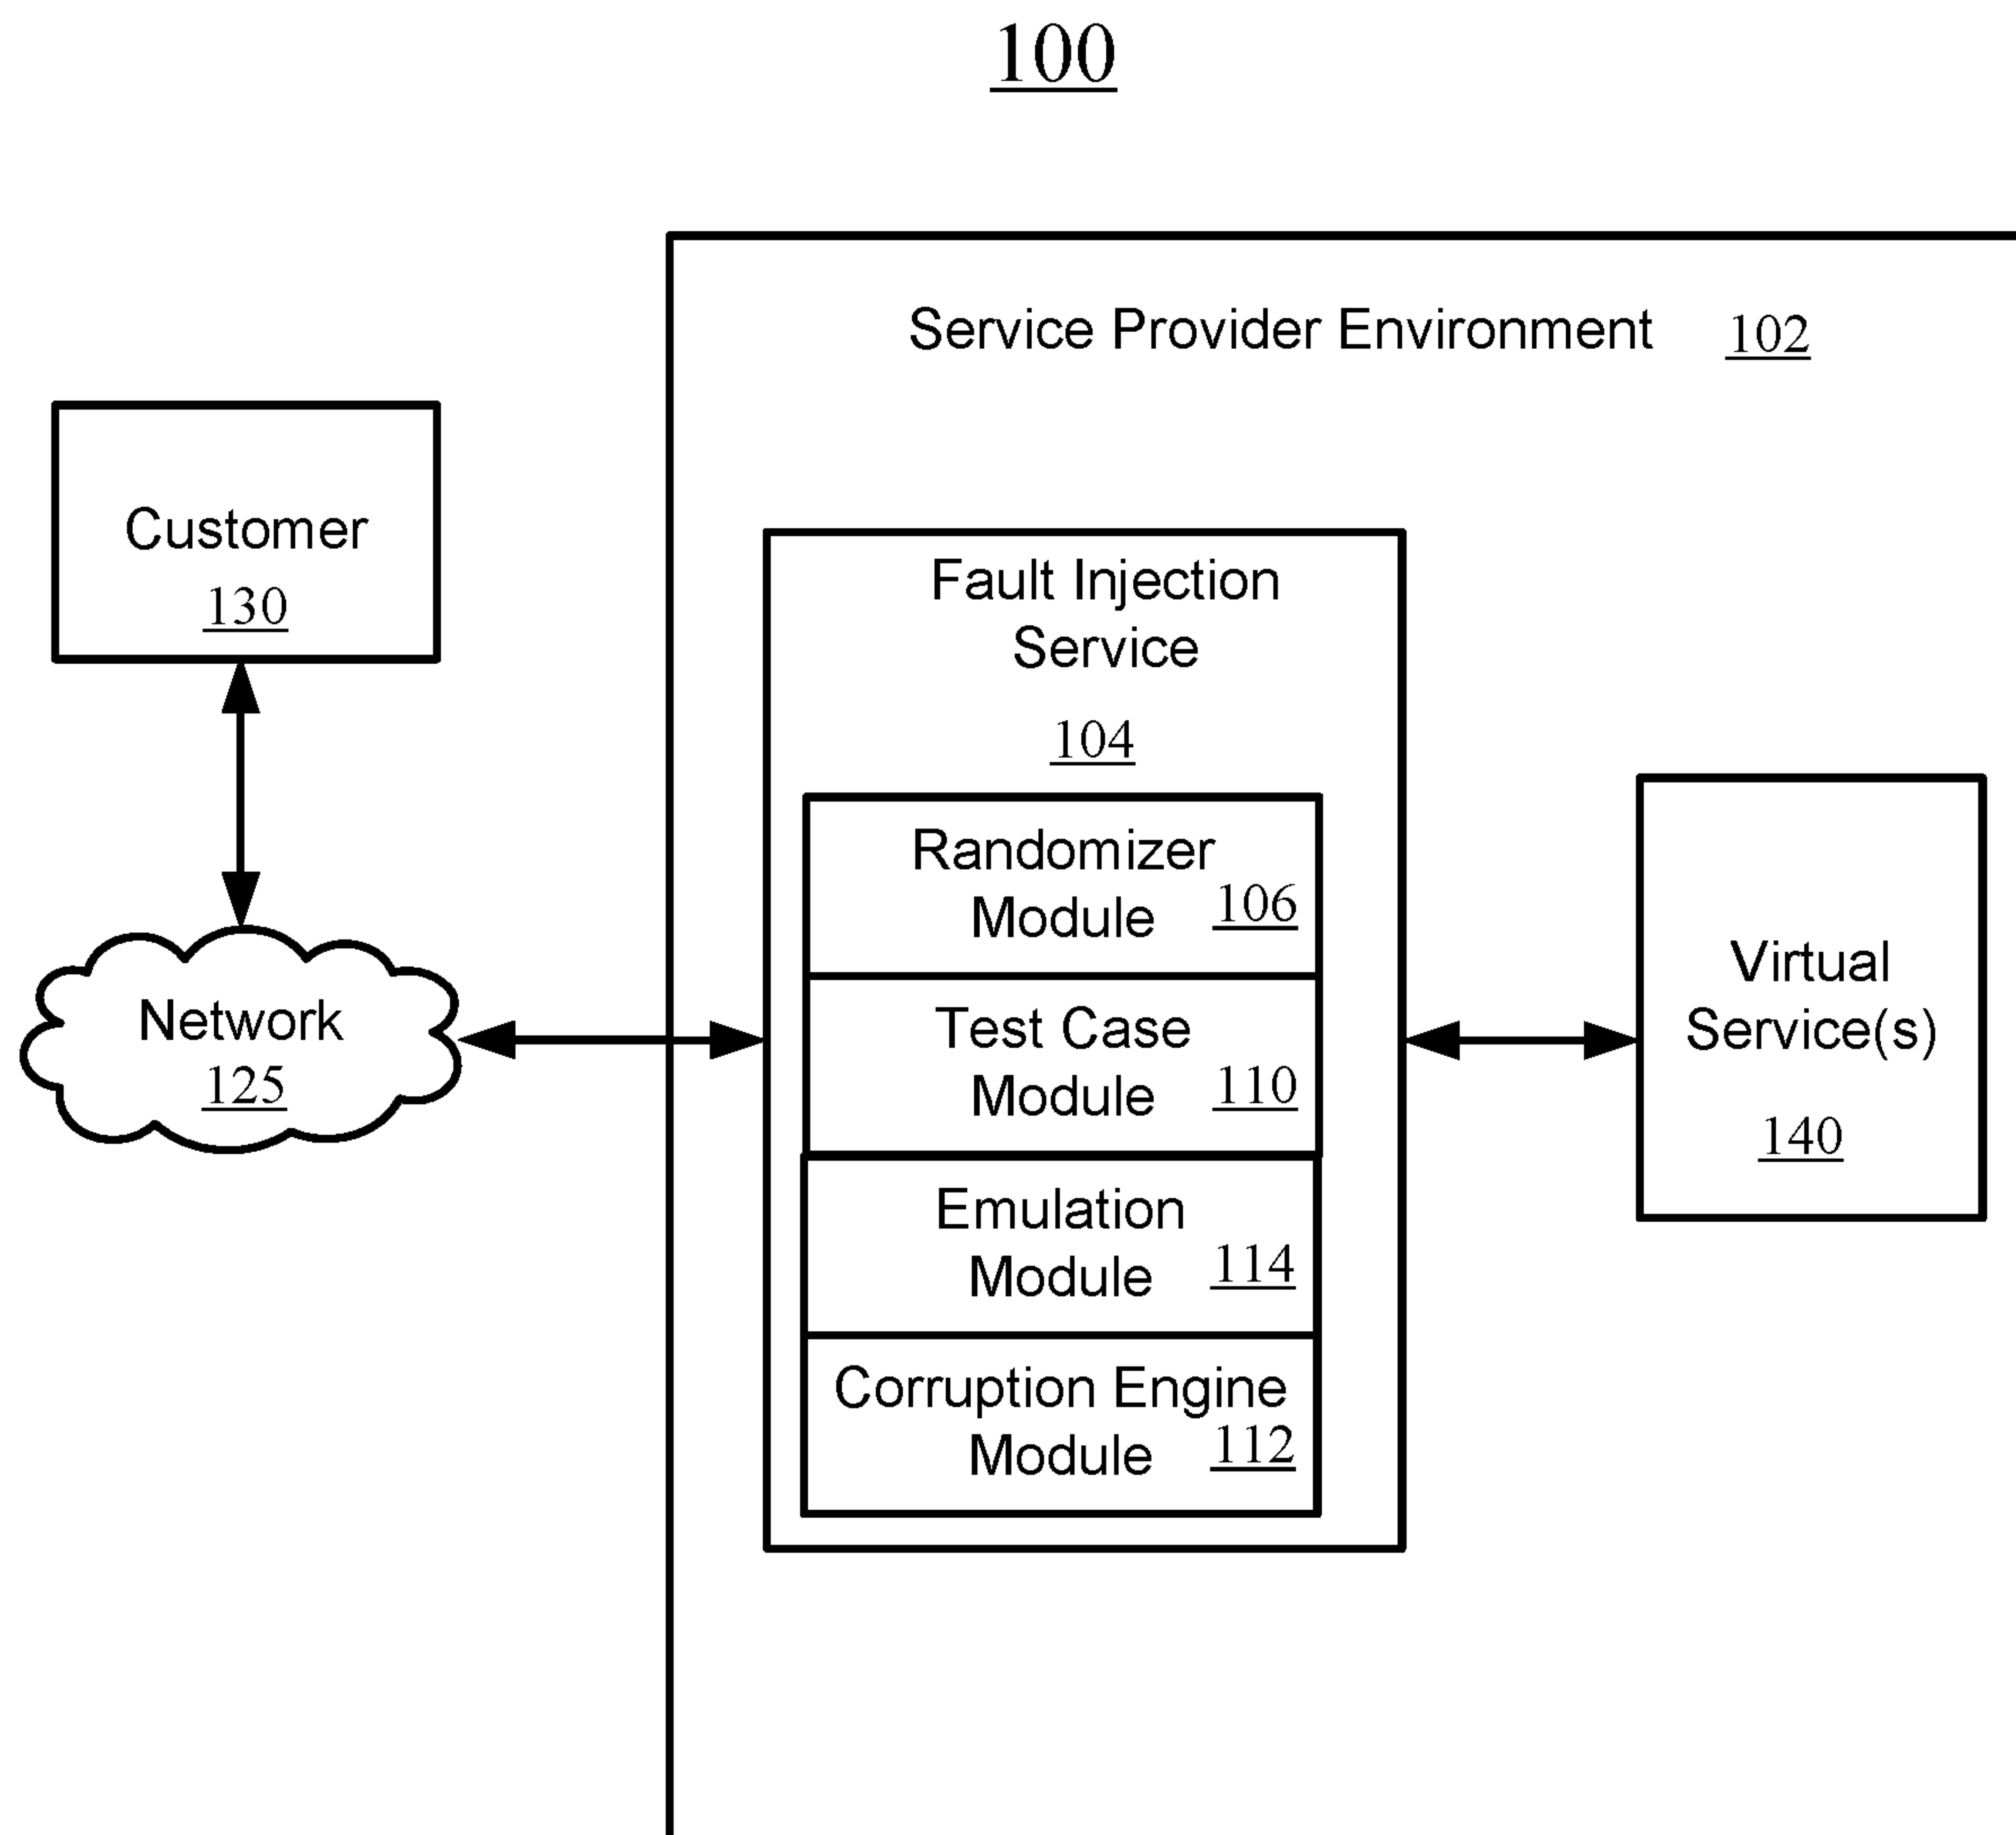 100
Service Provider Environment 102
Customer
130
Fault Injection
Service
104
Randomizer
Module 106
Test Case
Module 110
Emulation
Module 114
Corruption Engine
Module 112
Network
125
Virtual
Service(s)
140